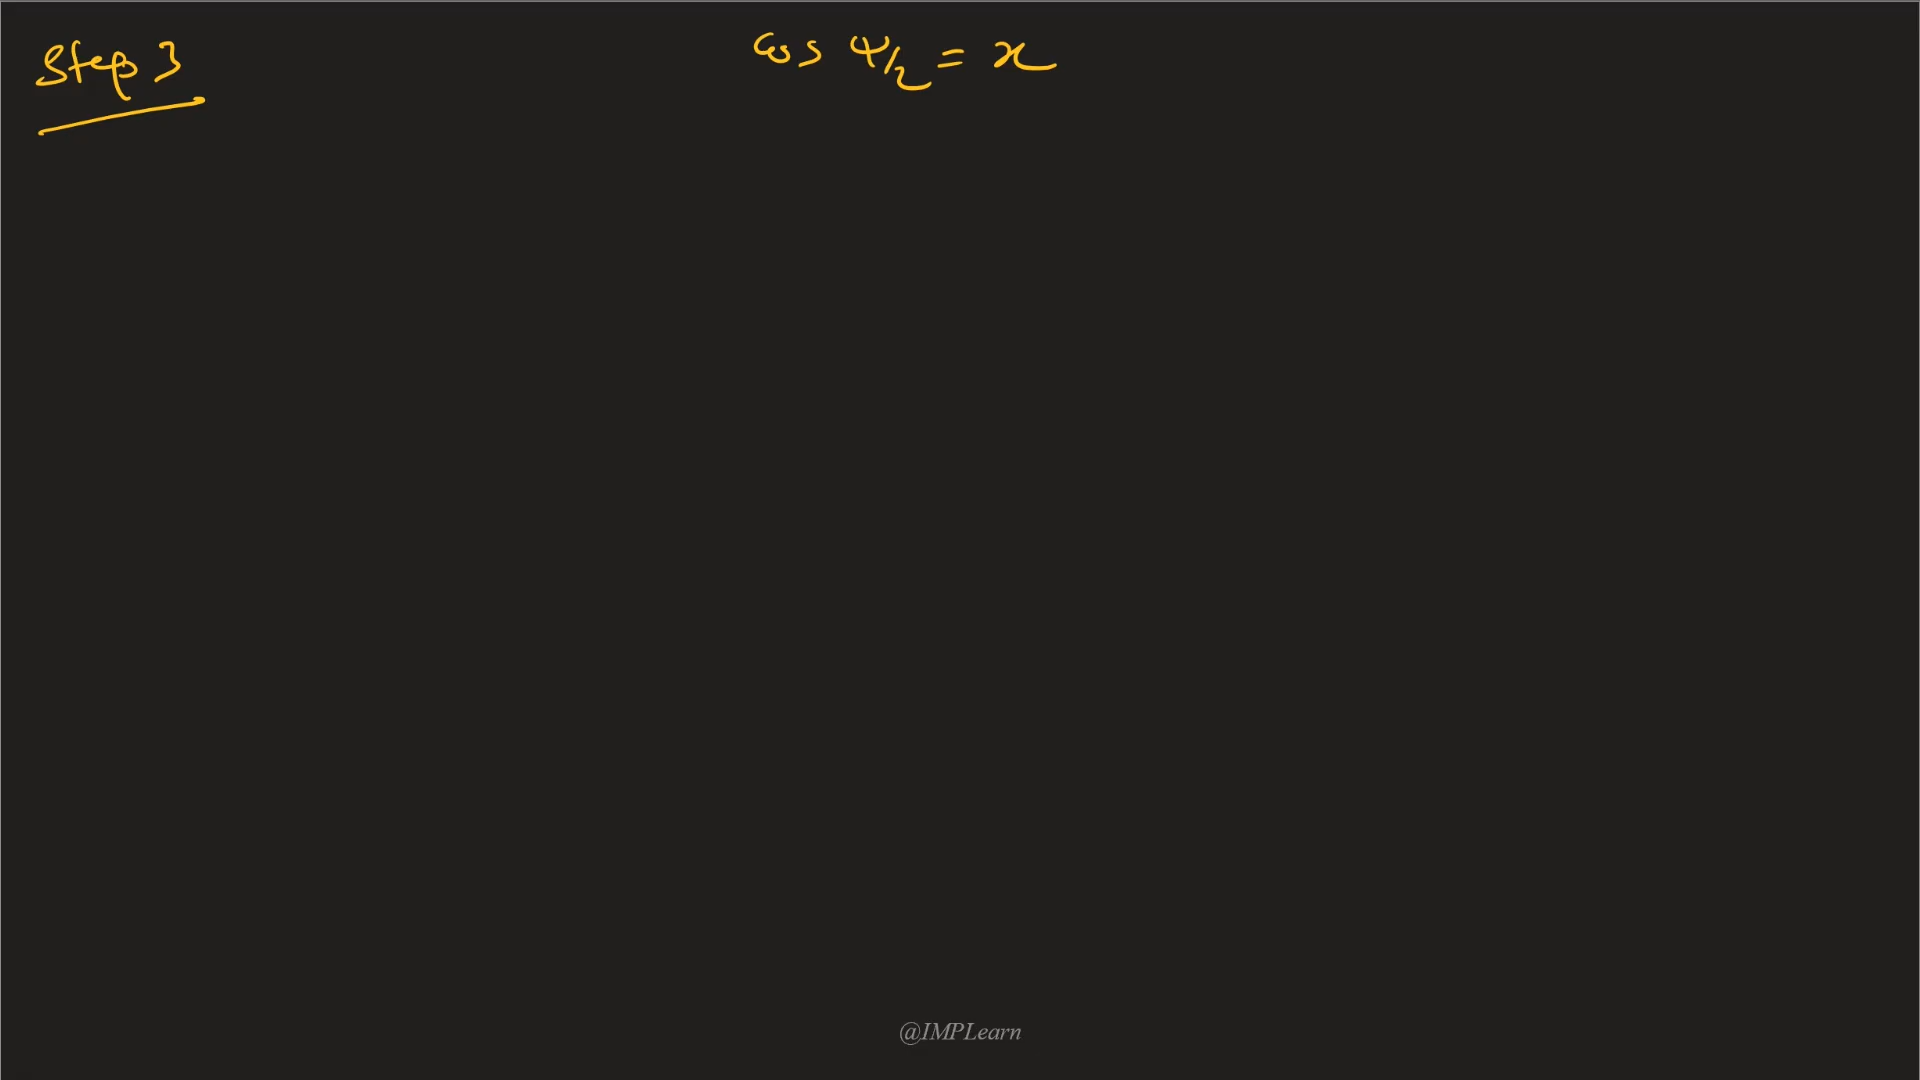 Step 3
cos ψ/2 = x
@IMPLearn